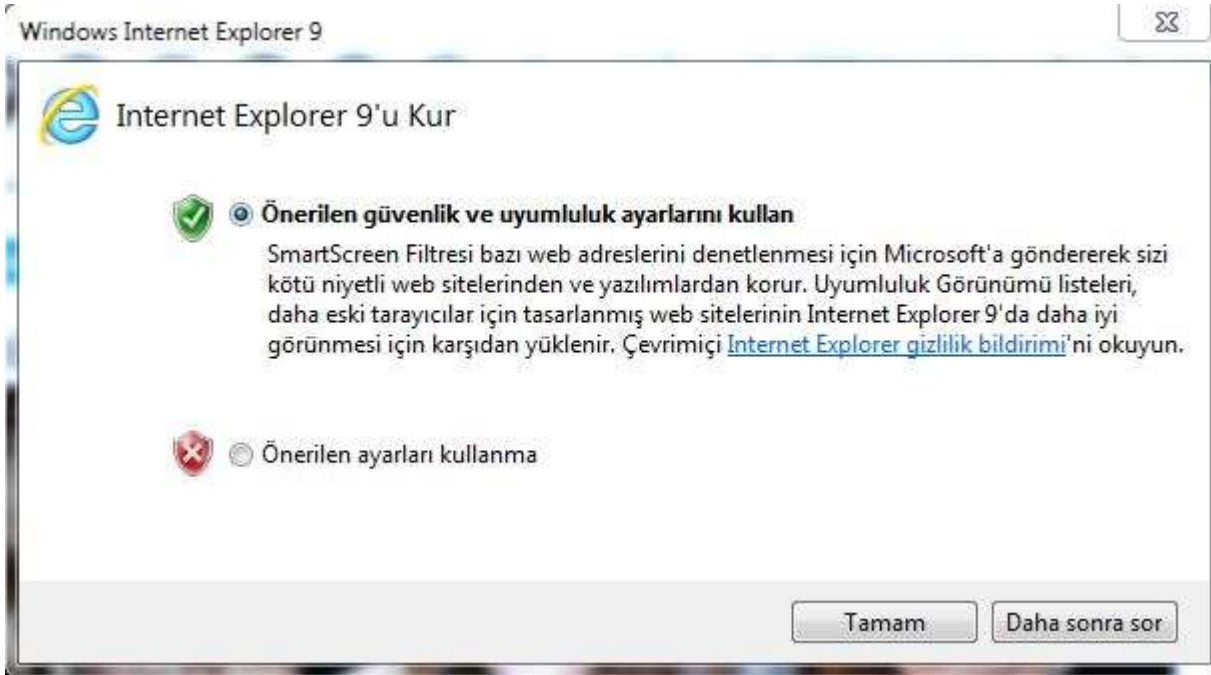 Windows Internet Explorer 9
Internet Explorer 9'u Kur
Önerilen güvenlik ve uyumluluk ayarlarını kullan
SmartScreen Filtresi bazı web adreslerini denetlenmesi için Microsoft'a göndererek sizi
kötü niyetli web sitelerinden ve yazılımlardan korur. Uyumluluk Görünümü listeleri,
daha eski tarayıcılar için tasarlanmış web sitelerinin Internet Explorer 9'da daha iyi
görünmesi için karşıdan yüklenir. Çevrimiçi Internet Explorer gizlilik bildirimi'ni okuyun.
Önerilen ayarları kullanma
Tamam
Daha sonra sor